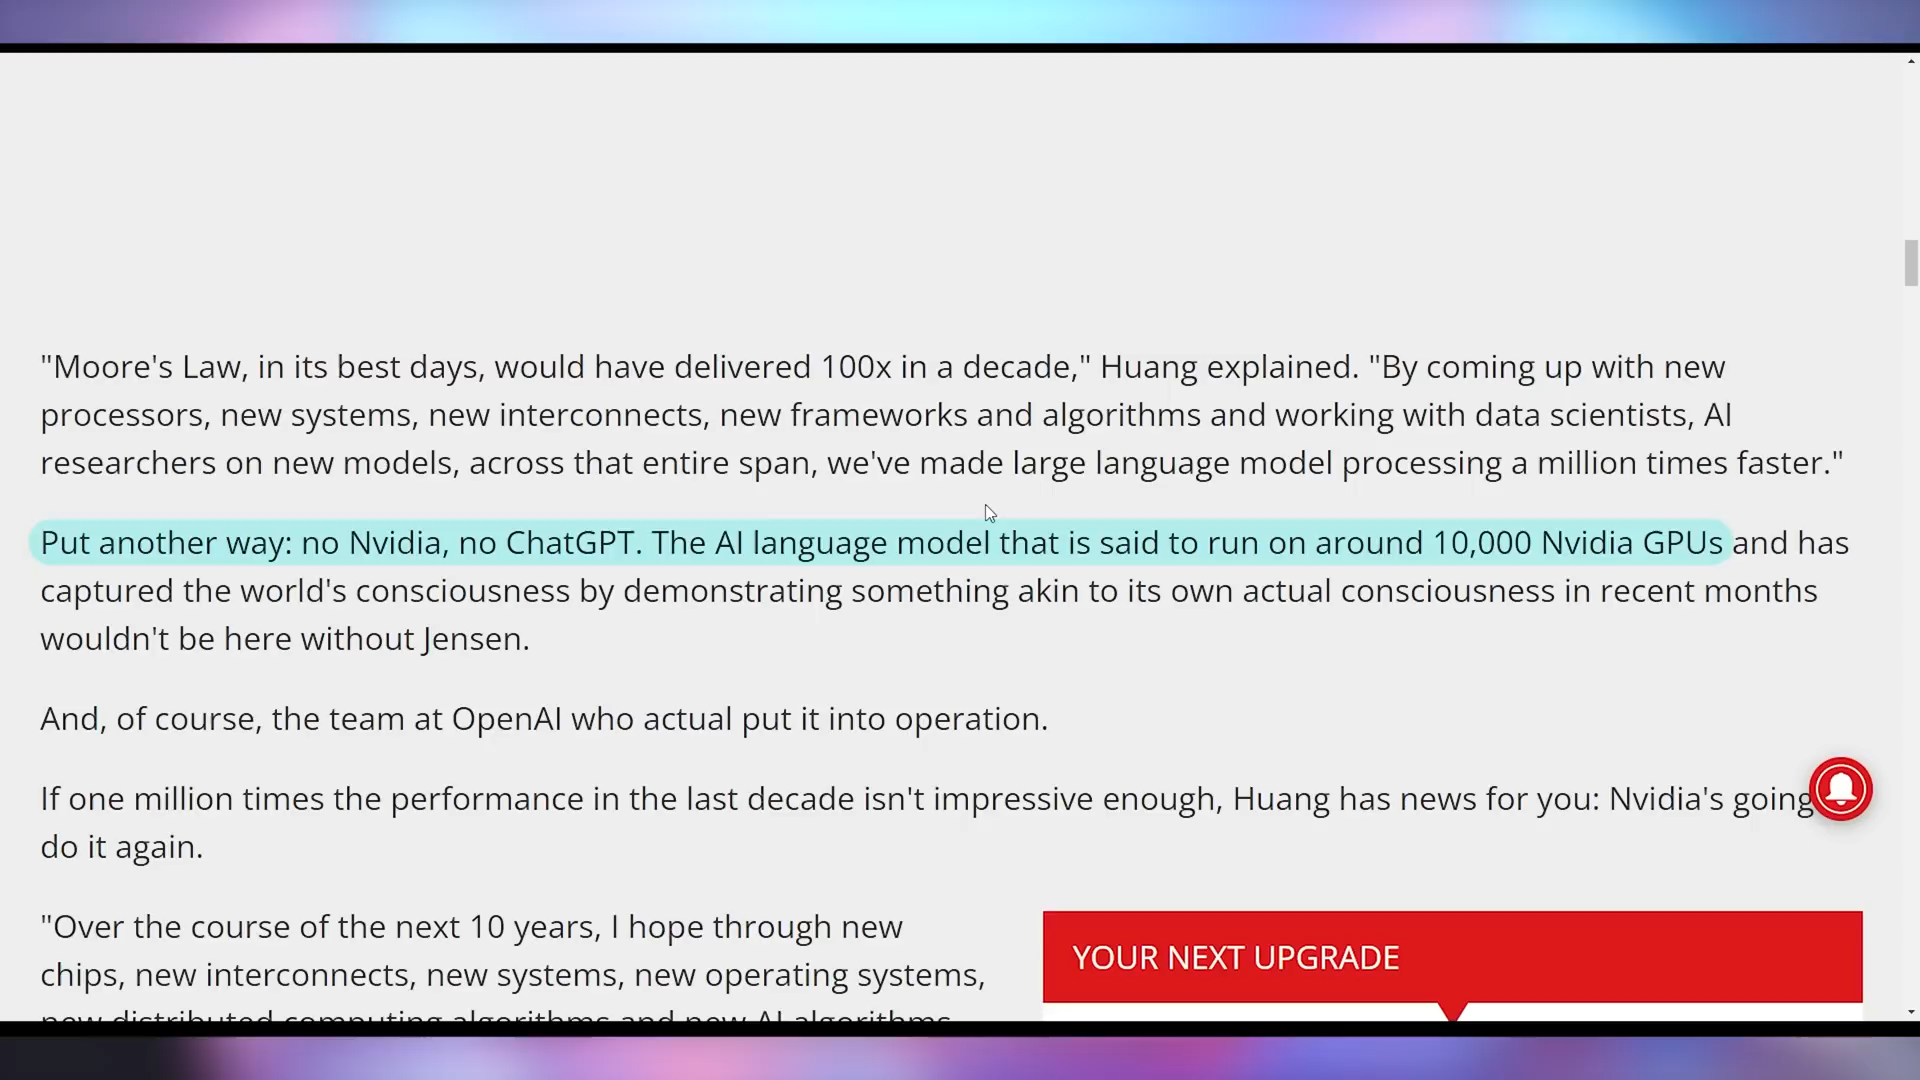 "Moore's Law, in its best days, would have delivered 100x in a decade," Huang explained. "By coming up with new
processors, new systems, new interconnects, new frameworks and algorithms and working with data scientists, AI
researchers on new models, across that entire span, we've made large language model processing a million times faster."
Put another way: no Nvidia, no ChatGPT. The AI language model that is said to run on around 10,000 Nvidia GPUs and has
captured the world's consciousness by demonstrating something akin to its own actual consciousness in recent months
wouldn't be here without Jensen.
And, of course, the team at OpenAI who actual put it into operation.
If one million times the performance in the last decade isn't impressive enough, Huang has news for you: Nvidia's going
do it again.
"Over the course of the next 10 years, I hope through new
chips, new interconnects, new systems, new operating systems,
new distributed computing algorithms and new AI algorithms
YOUR NEXT UPGRADE